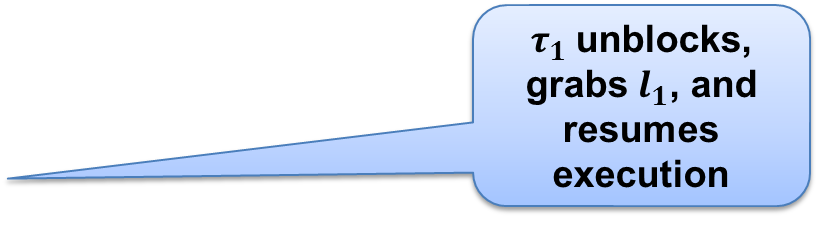 τ₁ unblocks,
grabs l₁, and
resumes
execution